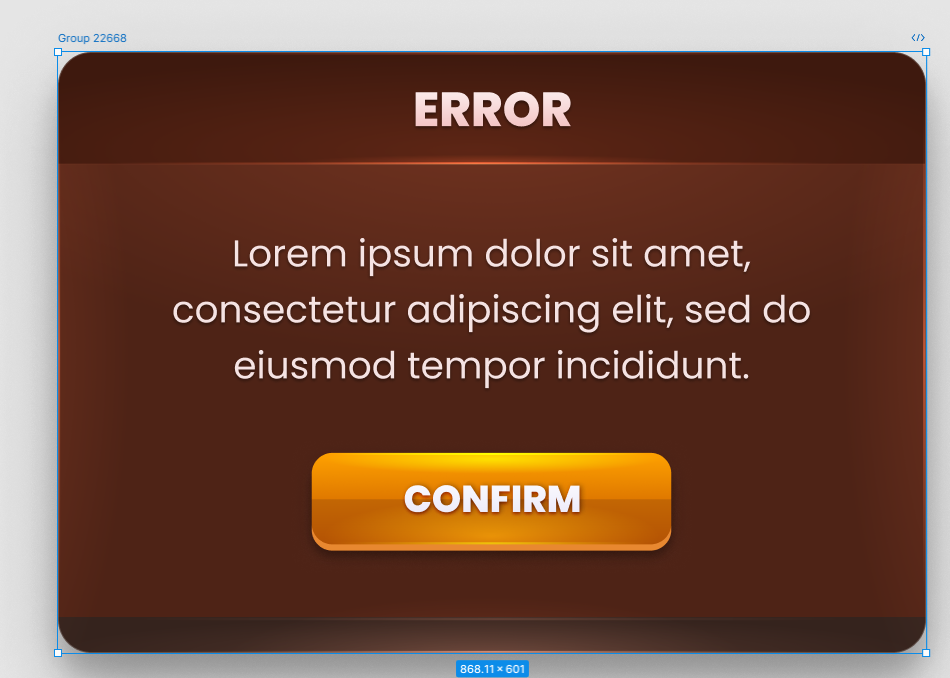 Group 22668
ERROR
Lorem ipsum dolor sit amet,
consectetur adipiscing elit, sed do
eiusmod tempor incididunt.
CONFIRM
868.11 × 601